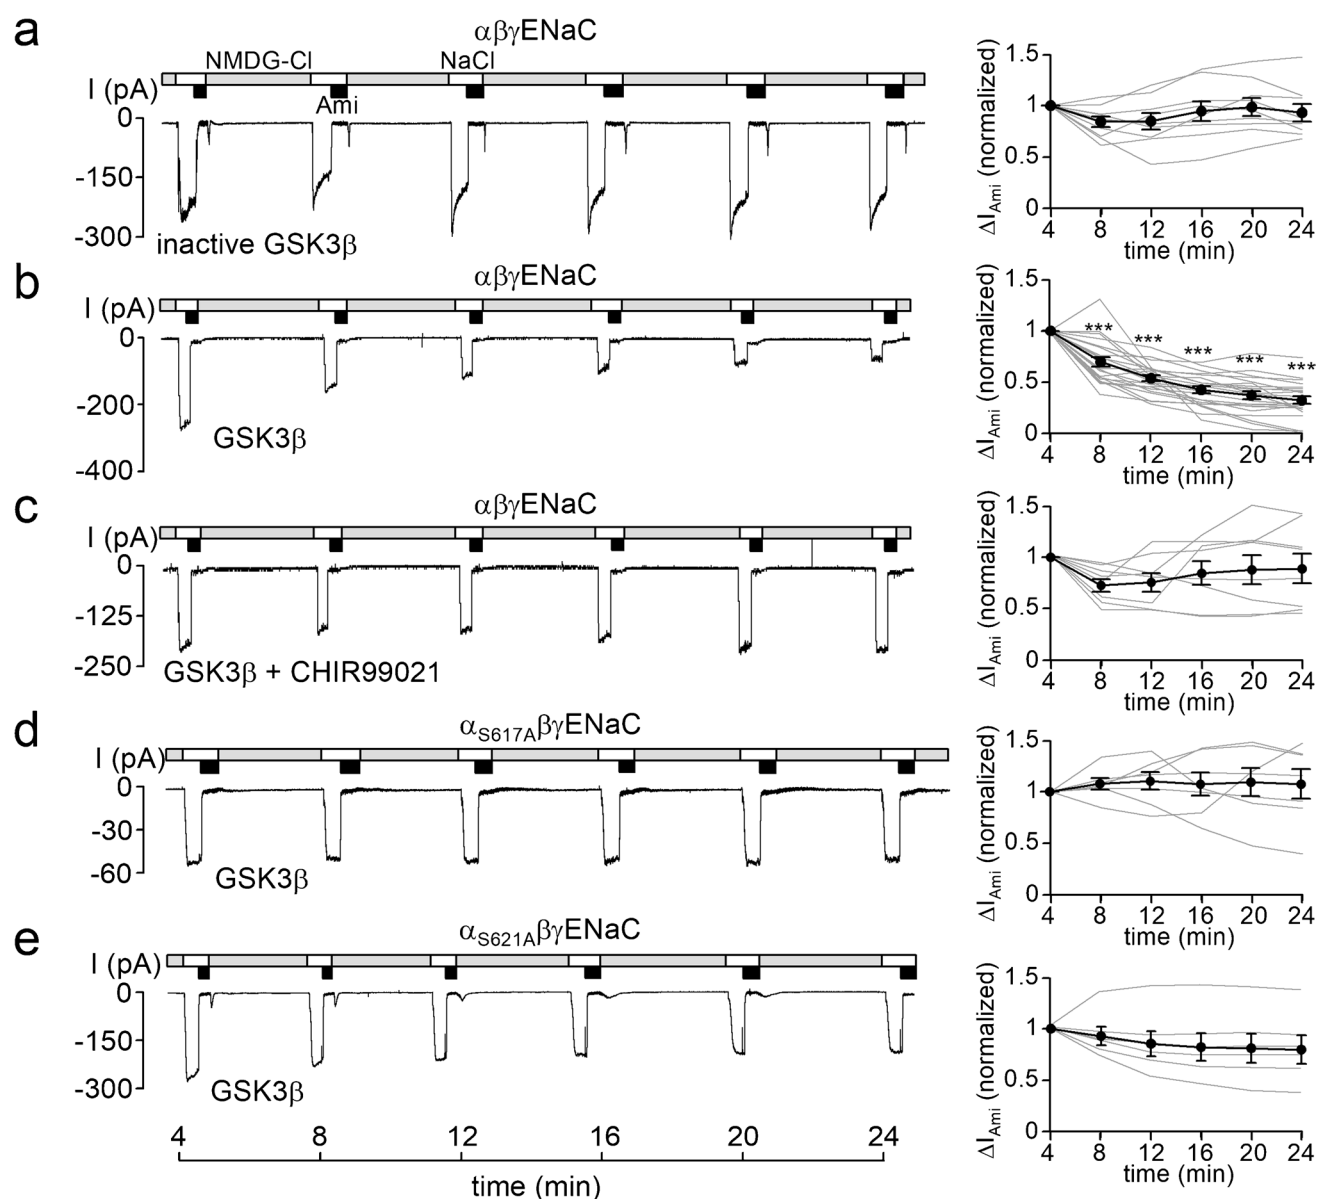 a
αβγENaC
NMDG-Cl
NaCl
I (pA)
Ami
0
-150
-300
inactive GSK3β
ΔI_Ami (normalized)
1.5
1
0.5
0
4 8 12 16 20 24
time (min)
b
αβγENaC
I (pA)
0
-200
-400
GSK3β
ΔI_Ami (normalized)
1.5
1
0.5
0
*** *** *** *** ***
4 8 12 16 20 24
time (min)
c
αβγENaC
I (pA)
0
-125
-250
GSK3β + CHIR99021
ΔI_Ami (normalized)
1.5
1
0.5
0
4 8 12 16 20 24
time (min)
d
α_S617Aβγ​ENaC
I (pA)
0
-30
-60
GSK3β
ΔI_Ami (normalized)
1.5
1
0.5
0
4 8 12 16 20 24
time (min)
e
α_S621AβγENaC
I (pA)
0
-150
-300
GSK3β
ΔI_Ami (normalized)
1.5
1
0.5
0
4 8 12 16 20 24
time (min)
4 8 12 16 20 24
time (min)